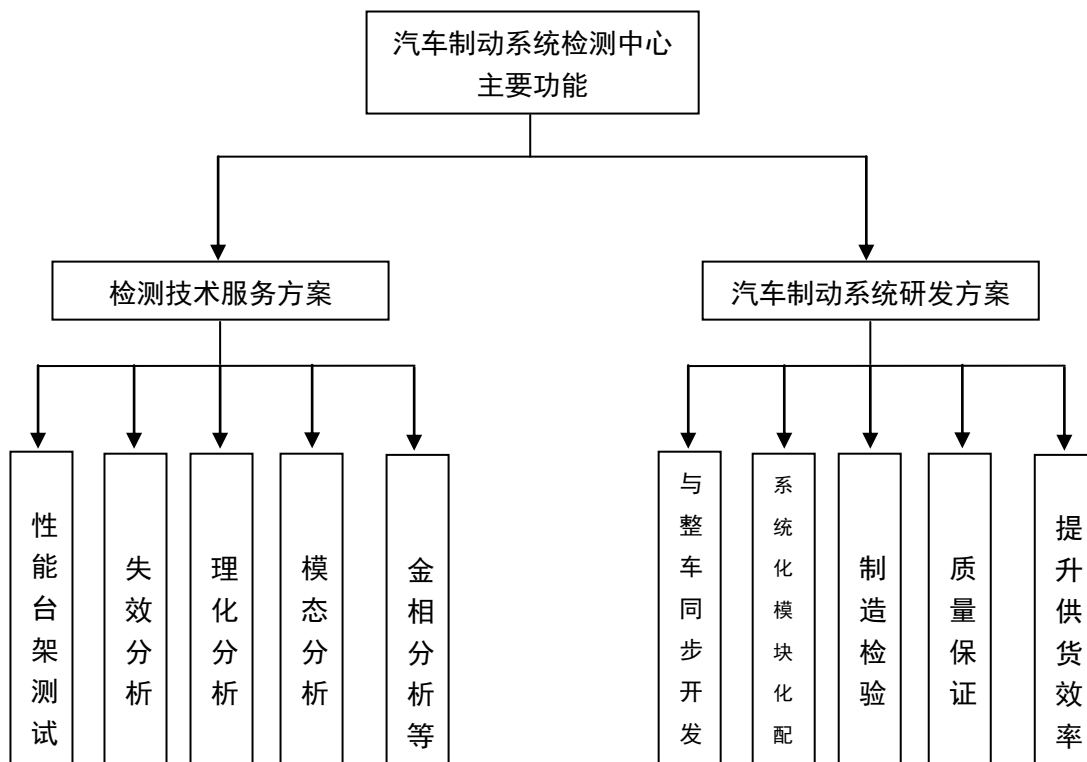 汽车制动系统检测中心
主要功能
检测技术服务方案
汽车制动系统研发方案
性能台架测试
失效分析
理化分析
模态分析
金相分析等
与整车同步开发
系统化模块化配
制造检验
质量保证
提升供货效率